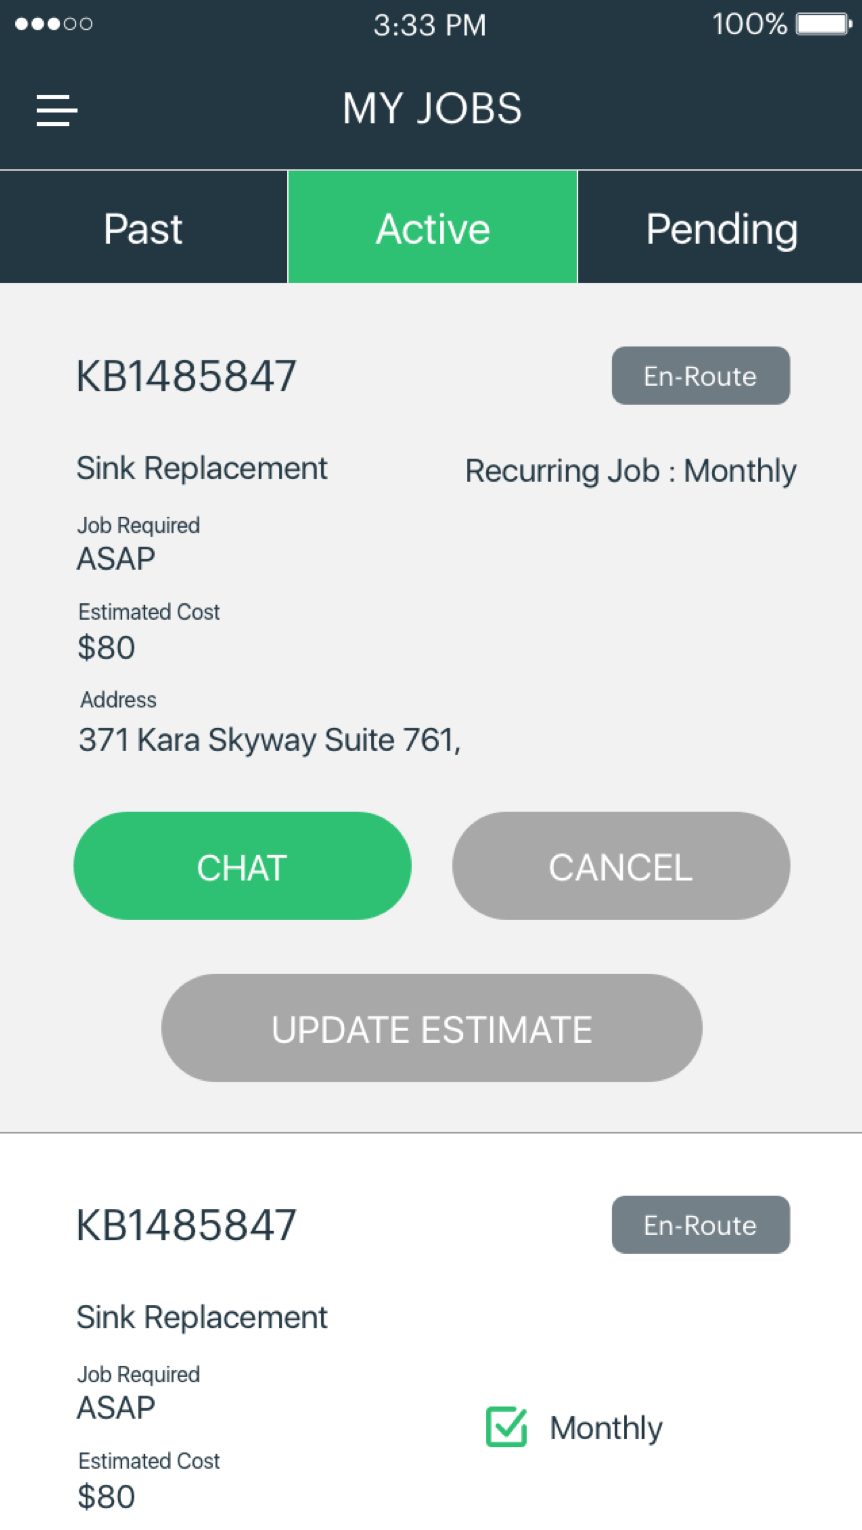 3:33 PM 100%
MY JOBS
Past Active Pending
KB1485847 En-Route
Sink Replacement Recurring Job : Monthly
Job Required
ASAP
Estimated Cost
$80
Address
371 Kara Skyway Suite 761,
CHAT CANCEL
UPDATE ESTIMATE
KB1485847 En-Route
Sink Replacement
Job Required
ASAP
Monthly
Estimated Cost
$80